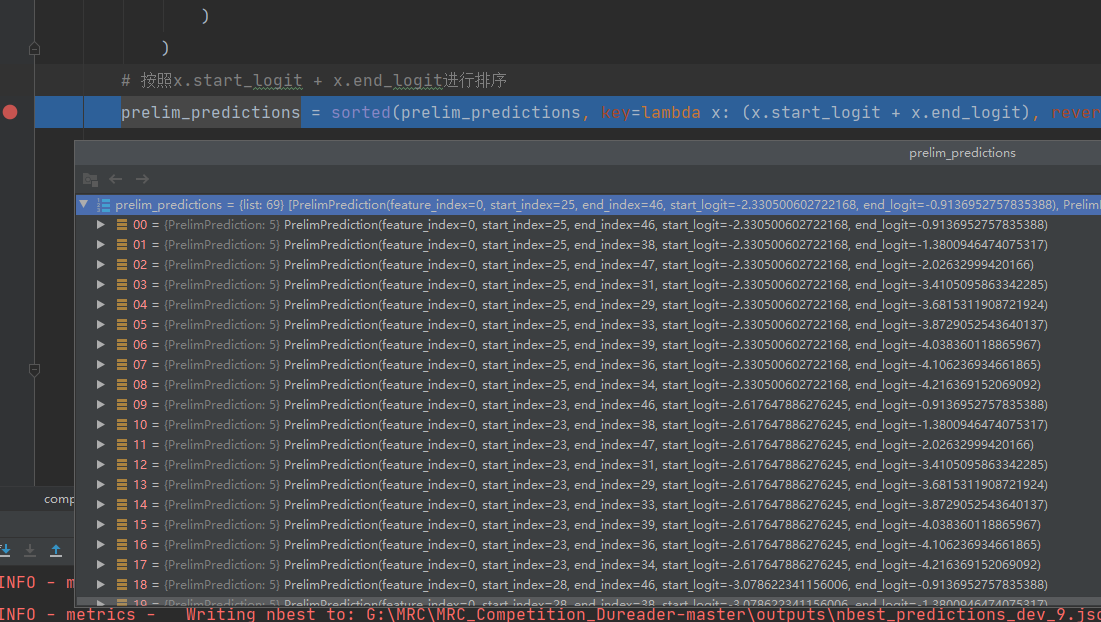 )
)
# 按照x.start_logit + x.end_logit进行排序
prelim_predictions = sorted(prelim_predictions, key=lambda x: (x.start_logit + x.end_logit), rever
prelim_predictions
prelim_predictions = {list: 69} [PrelimPrediction(feature_index=0, start_index=25, end_index=46, start_logit=-2.330500602722168, end_logit=-0.9136952757835388), PrelimP
00 = {PrelimPrediction: 5} PrelimPrediction(feature_index=0, start_index=25, end_index=46, start_logit=-2.330500602722168, end_logit=-0.9136952757835388)
01 = {PrelimPrediction: 5} PrelimPrediction(feature_index=0, start_index=25, end_index=38, start_logit=-2.330500602722168, end_logit=-1.3800946474075317)
02 = {PrelimPrediction: 5} PrelimPrediction(feature_index=0, start_index=25, end_index=47, start_logit=-2.330500602722168, end_logit=-2.02632999420166)
03 = {PrelimPrediction: 5} PrelimPrediction(feature_index=0, start_index=25, end_index=31, start_logit=-2.330500602722168, end_logit=-3.4105095863342285)
04 = {PrelimPrediction: 5} PrelimPrediction(feature_index=0, start_index=25, end_index=29, start_logit=-2.330500602722168, end_logit=-3.6815311908721924)
05 = {PrelimPrediction: 5} PrelimPrediction(feature_index=0, start_index=25, end_index=33, start_logit=-2.330500602722168, end_logit=-3.8729052543640137)
06 = {PrelimPrediction: 5} PrelimPrediction(feature_index=0, start_index=25, end_index=39, start_logit=-2.330500602722168, end_logit=-4.038360118865967)
07 = {PrelimPrediction: 5} PrelimPrediction(feature_index=0, start_index=25, end_index=36, start_logit=-2.330500602722168, end_logit=-4.106236934661865)
08 = {PrelimPrediction: 5} PrelimPrediction(feature_index=0, start_index=25, end_index=34, start_logit=-2.330500602722168, end_logit=-4.216369152069092)
09 = {PrelimPrediction: 5} PrelimPrediction(feature_index=0, start_index=23, end_index=46, start_logit=-2.617647886276245, end_logit=-0.9136952757835388)
10 = {PrelimPrediction: 5} PrelimPrediction(feature_index=0, start_index=23, end_index=38, start_logit=-2.617647886276245, end_logit=-1.3800946474075317)
11 = {PrelimPrediction: 5} PrelimPrediction(feature_index=0, start_index=23, end_index=47, start_logit=-2.617647886276245, end_logit=-2.02632999420166)
12 = {PrelimPrediction: 5} PrelimPrediction(feature_index=0, start_index=23, end_index=31, start_logit=-2.617647886276245, end_logit=-3.4105095863342285)
13 = {PrelimPrediction: 5} PrelimPrediction(feature_index=0, start_index=23, end_index=29, start_logit=-2.617647886276245, end_logit=-3.6815311908721924)
14 = {PrelimPrediction: 5} PrelimPrediction(feature_index=0, start_index=23, end_index=33, start_logit=-2.617647886276245, end_logit=-3.8729052543640137)
15 = {PrelimPrediction: 5} PrelimPrediction(feature_index=0, start_index=23, end_index=39, start_logit=-2.617647886276245, end_logit=-4.038360118865967)
16 = {PrelimPrediction: 5} PrelimPrediction(feature_index=0, start_index=23, end_index=36, start_logit=-2.617647886276245, end_logit=-4.106236934661865)
17 = {PrelimPrediction: 5} PrelimPrediction(feature_index=0, start_index=23, end_index=34, start_logit=-2.617647886276245, end_logit=-4.216369152069092)
18 = {PrelimPrediction: 5} PrelimPrediction(feature_index=0, start_index=28, end_index=46, start_logit=-3.078622341156006, end_logit=-0.9136952757835388)
19 = {PrelimPrediction: 5} PrelimPrediction(feature_index=0, start_index=28, end_index=38, start_logit=-3.078622341156006, end_logit=-1.3800946474075317)
comp
INFO - m
INFO - metrics -   Writing nbest to: G:\MRC\MRC_Competition_Dureader-master\outputs\nbest_predictions_dev_9.jso